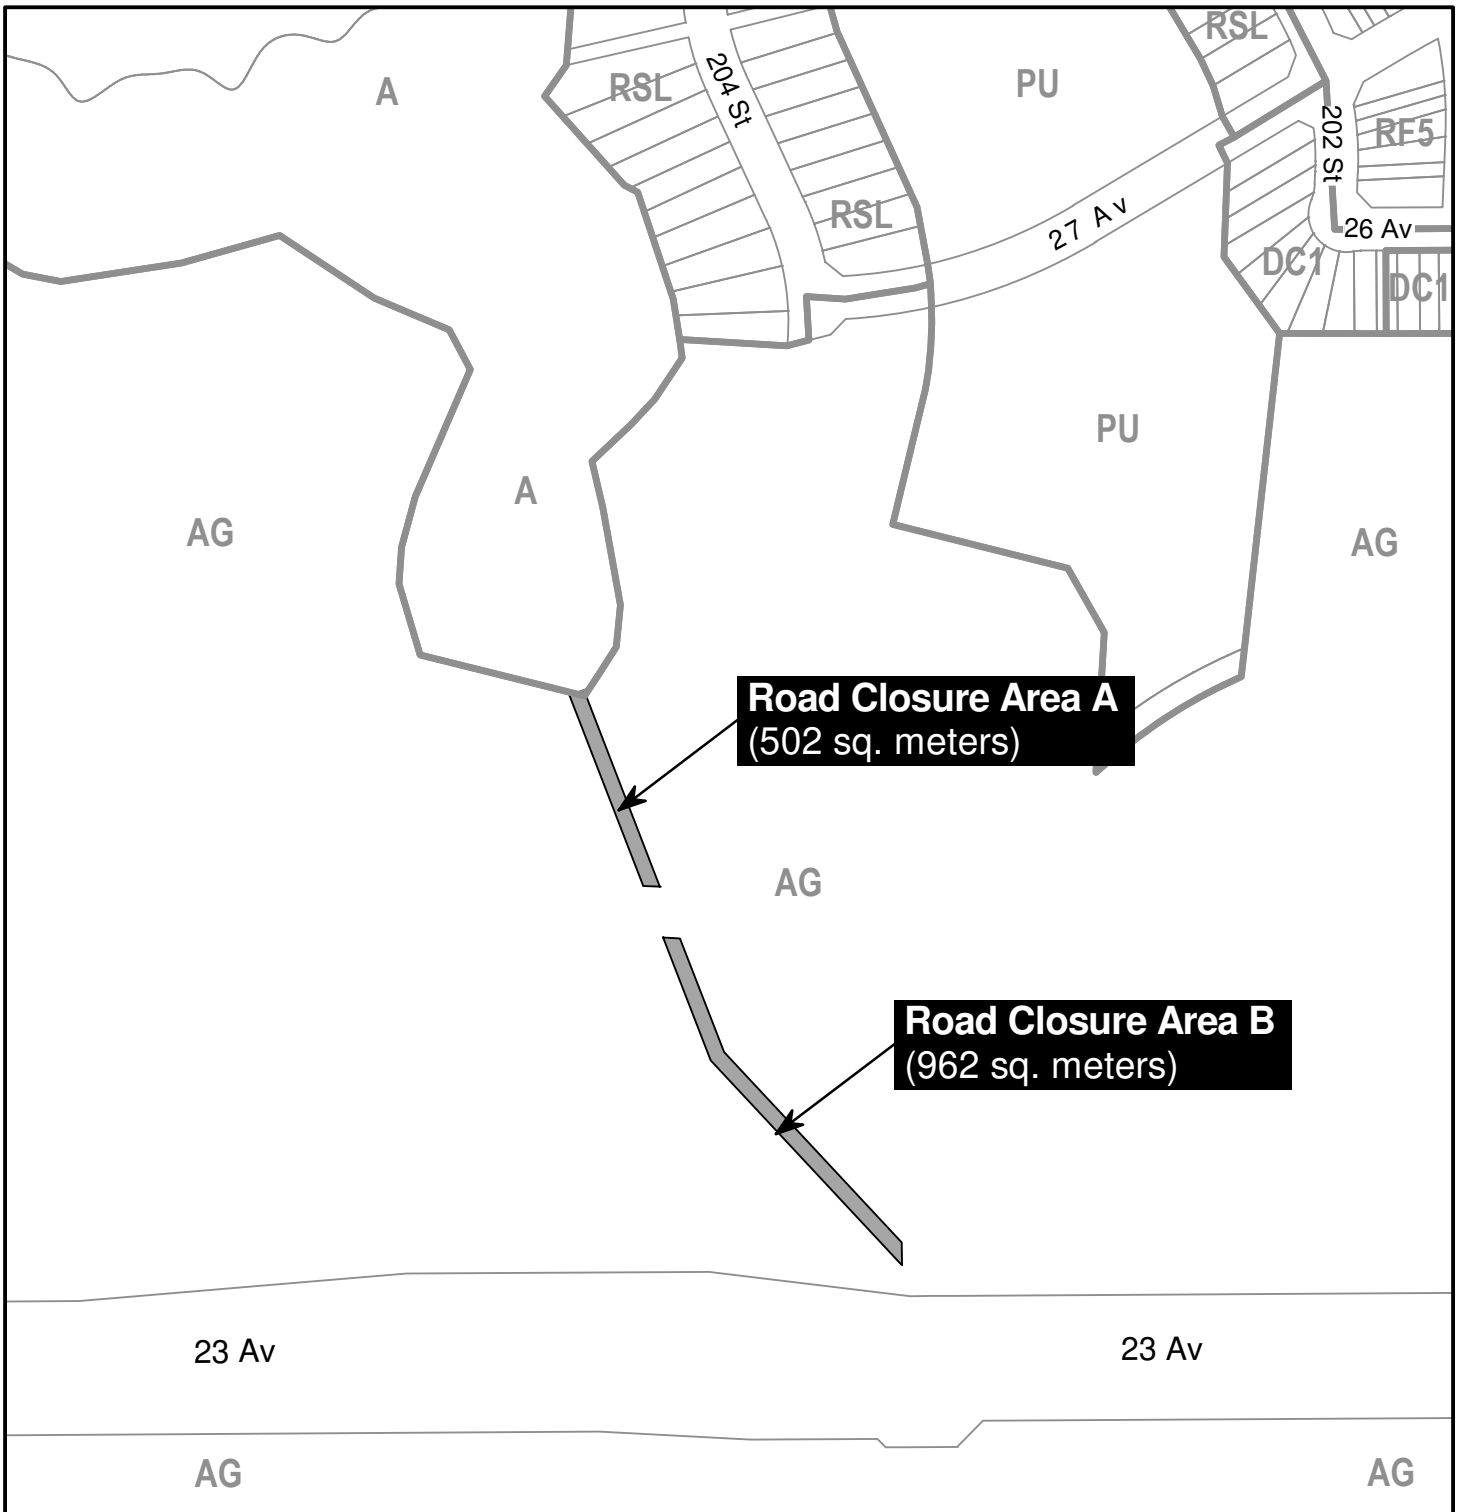 RSL
A
RSL
204 St
PU
202 St
RF5
RSL
27 Av
26 Av
DC1
DC1
PU
A
AG
AG
Road Closure Area A
(502 sq. meters)
AG
Road Closure Area B
(962 sq. meters)
23 Av
23 Av
AG
AG